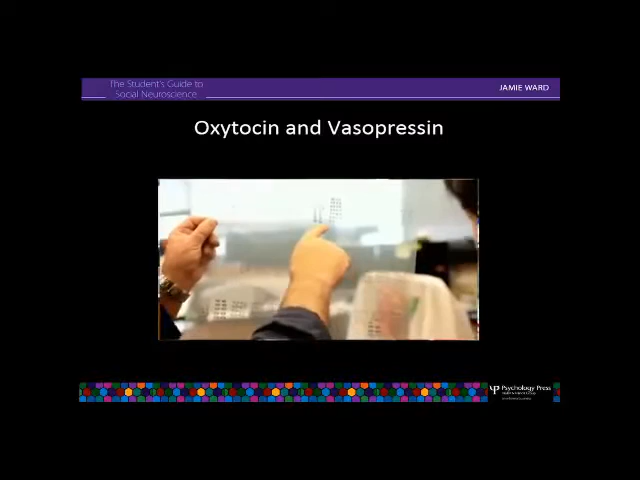 The Student's Guide to
Social Neuroscience
JAMIE WARD
Oxytocin and Vasopressin
Psychology Press